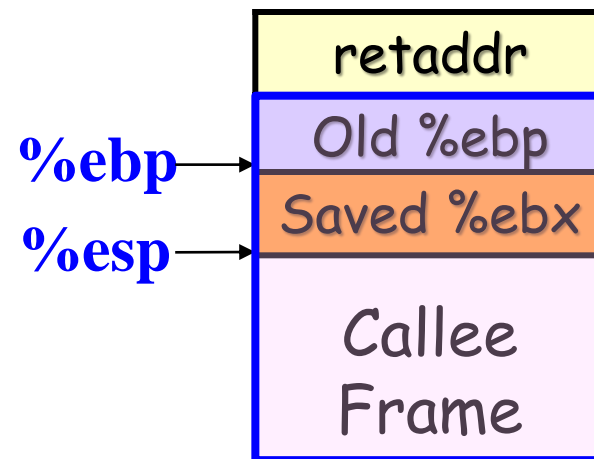 retaddr
Old %ebp
%ebp
Saved %ebx
%esp
Callee
Frame